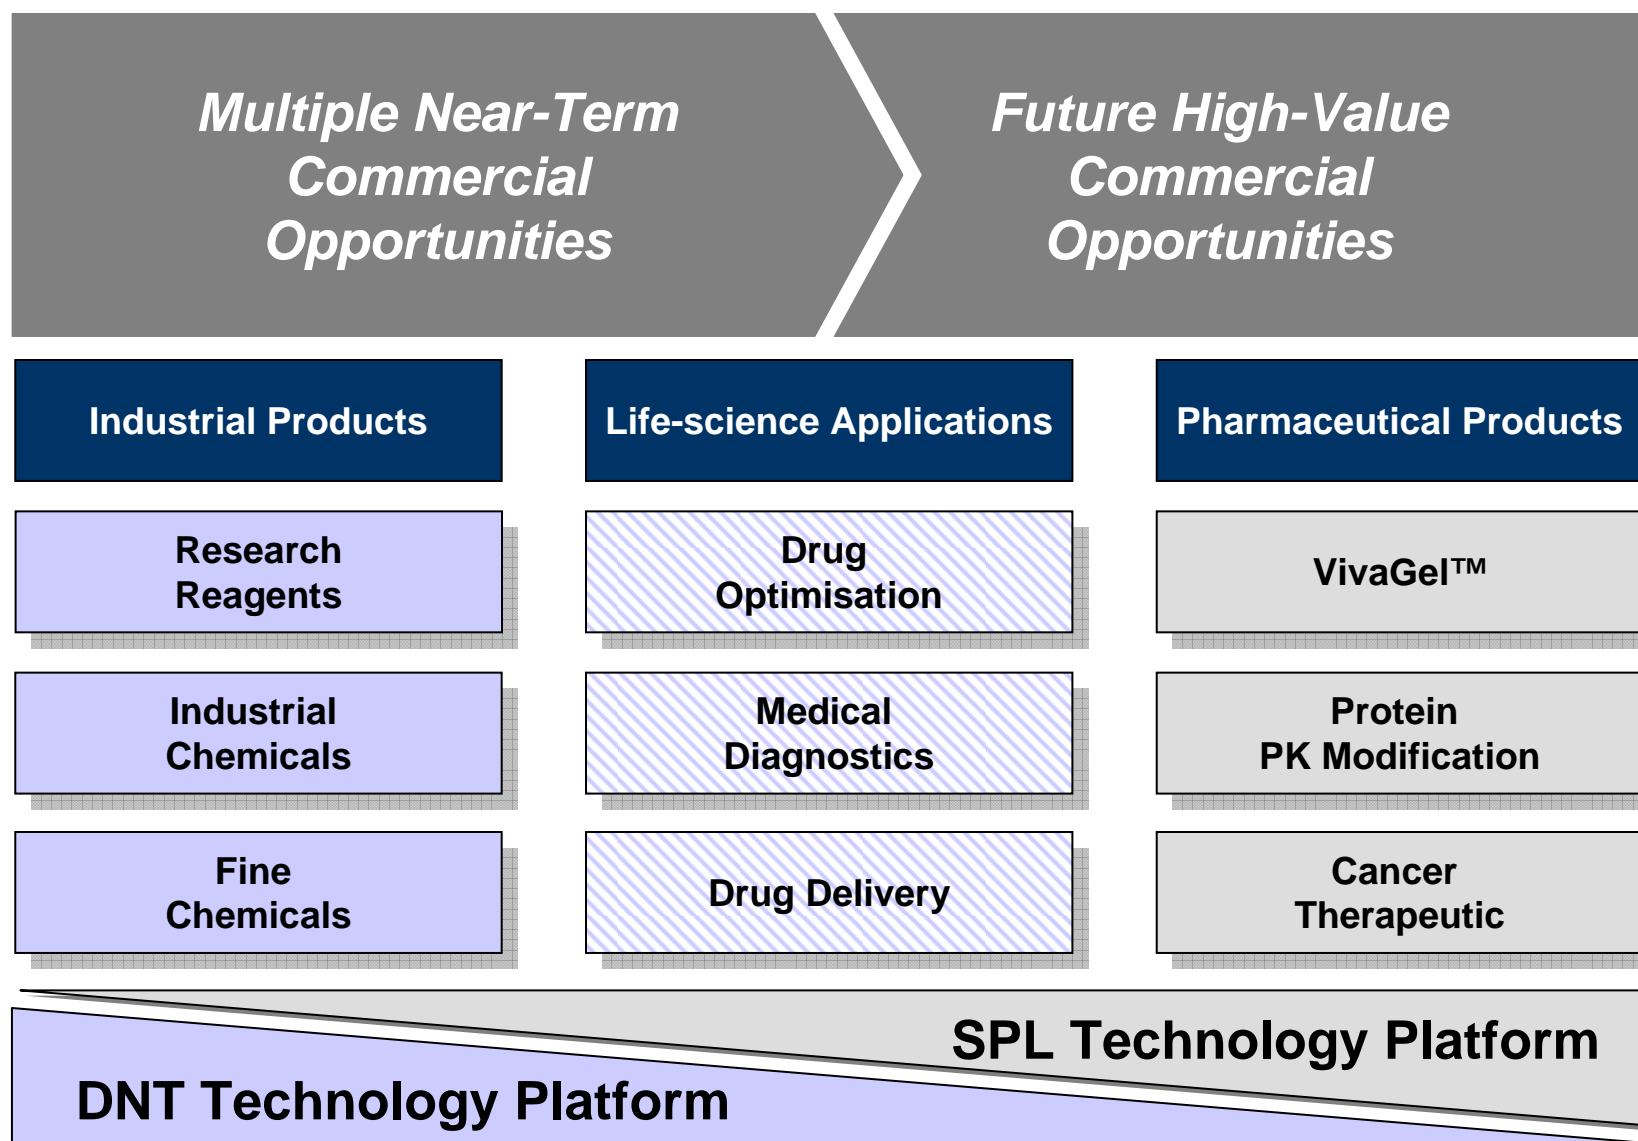 Multiple Near-Term
Commercial
Opportunities
Future High-Value
Commercial
Opportunities
Industrial Products
Life-science Applications
Pharmaceutical Products
Research
Reagents
Drug
Optimisation
VivaGel™
Industrial
Chemicals
Medical
Diagnostics
Protein
PK Modification
Fine
Chemicals
Drug Delivery
Cancer
Therapeutic
SPL Technology Platform
DNT Technology Platform